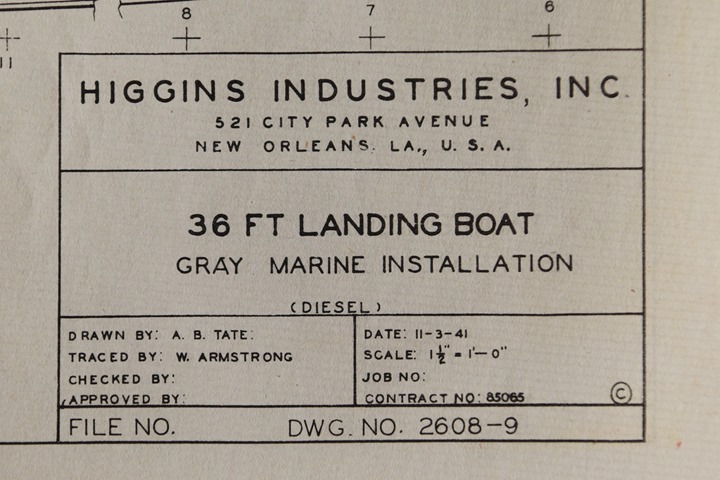 8 7 6
11
HIGGINS INDUSTRIES, INC.
521 CITY PARK AVENUE
NEW ORLEANS. LA., U. S. A.
36 FT LANDING BOAT
GRAY MARINE INSTALLATION
(DIESEL)
DRAWN BY: A. B. TATE:
TRACED BY: W. ARMSTRONG
CHECKED BY:
APPROVED BY:
DATE: 11-3-41
SCALE: 1½" = 1'-0"
JOB NO:
CONTRACT NO: 85065
©
FILE NO. DWG. NO. 2608-9